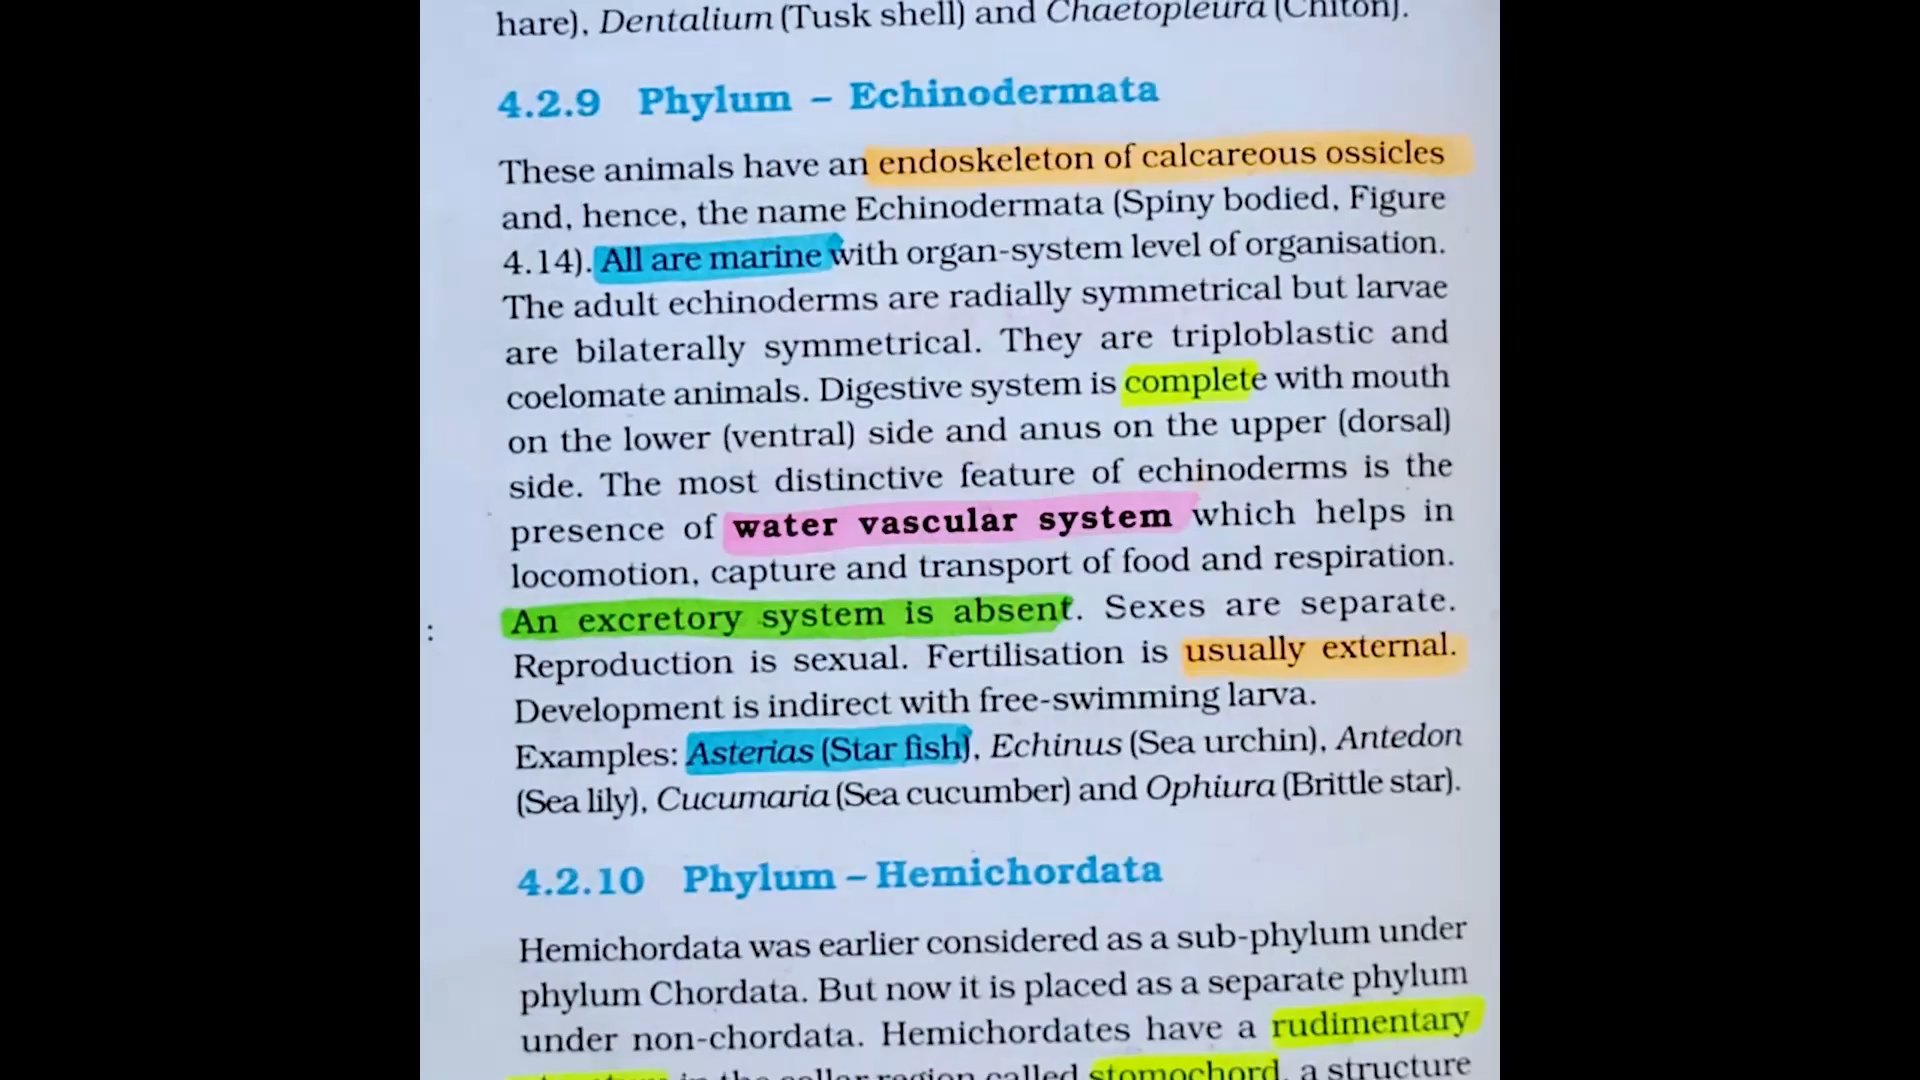 hare), Dentalium (Tusk shell) and Chaetopleura (Chiton).
4.2.9 Phylum – Echinodermata
These animals have an endoskeleton of calcareous ossicles
and, hence, the name Echinodermata (Spiny bodied, Figure
4.14). All are marine with organ-system level of organisation.
The adult echinoderms are radially symmetrical but larvae
are bilaterally symmetrical. They are triploblastic and
coelomate animals. Digestive system is complete with mouth
on the lower (ventral) side and anus on the upper (dorsal)
side. The most distinctive feature of echinoderms is the
presence of water vascular system which helps in
locomotion, capture and transport of food and respiration.
An excretory system is absent. Sexes are separate.
Reproduction is sexual. Fertilisation is usually external.
Development is indirect with free-swimming larva.
Examples: Asterias (Star fish), Echinus (Sea urchin), Antedon
(Sea lily), Cucumaria (Sea cucumber) and Ophiura (Brittle star).
4.2.10 Phylum – Hemichordata
Hemichordata was earlier considered as a sub-phylum under
phylum Chordata. But now it is placed as a separate phylum
under non-chordata. Hemichordates have a rudimentary
in the collar region called stomochord, a structure